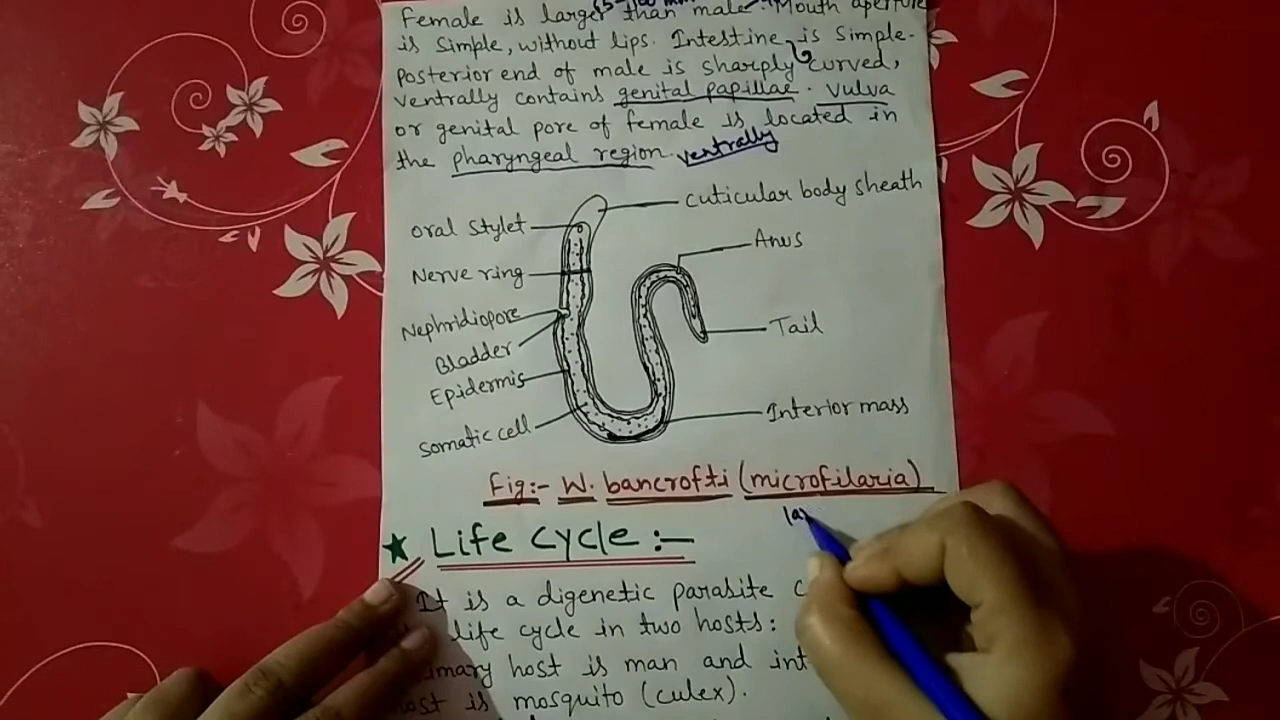 Female is larger than male. Mouth aperture
is simple, without lips. Intestine is simple.
posterior end of male is sharply curved,
ventrally contains genital papillae. Vulva
or genital pore of female is located in
the pharyngeal region. ventrally
cuticular body sheath
oral stylet
Anus
Nerve ring
Nephridiopore
Tail
Bladder
Epidermis
Interior mass
somatic cell
Fig:- W. bancrofti (microfilaria)
(a
★ Life cycle :-
It is a digenetic parasite
life cycle in two hosts:
host is man and
is mosquito (culex).